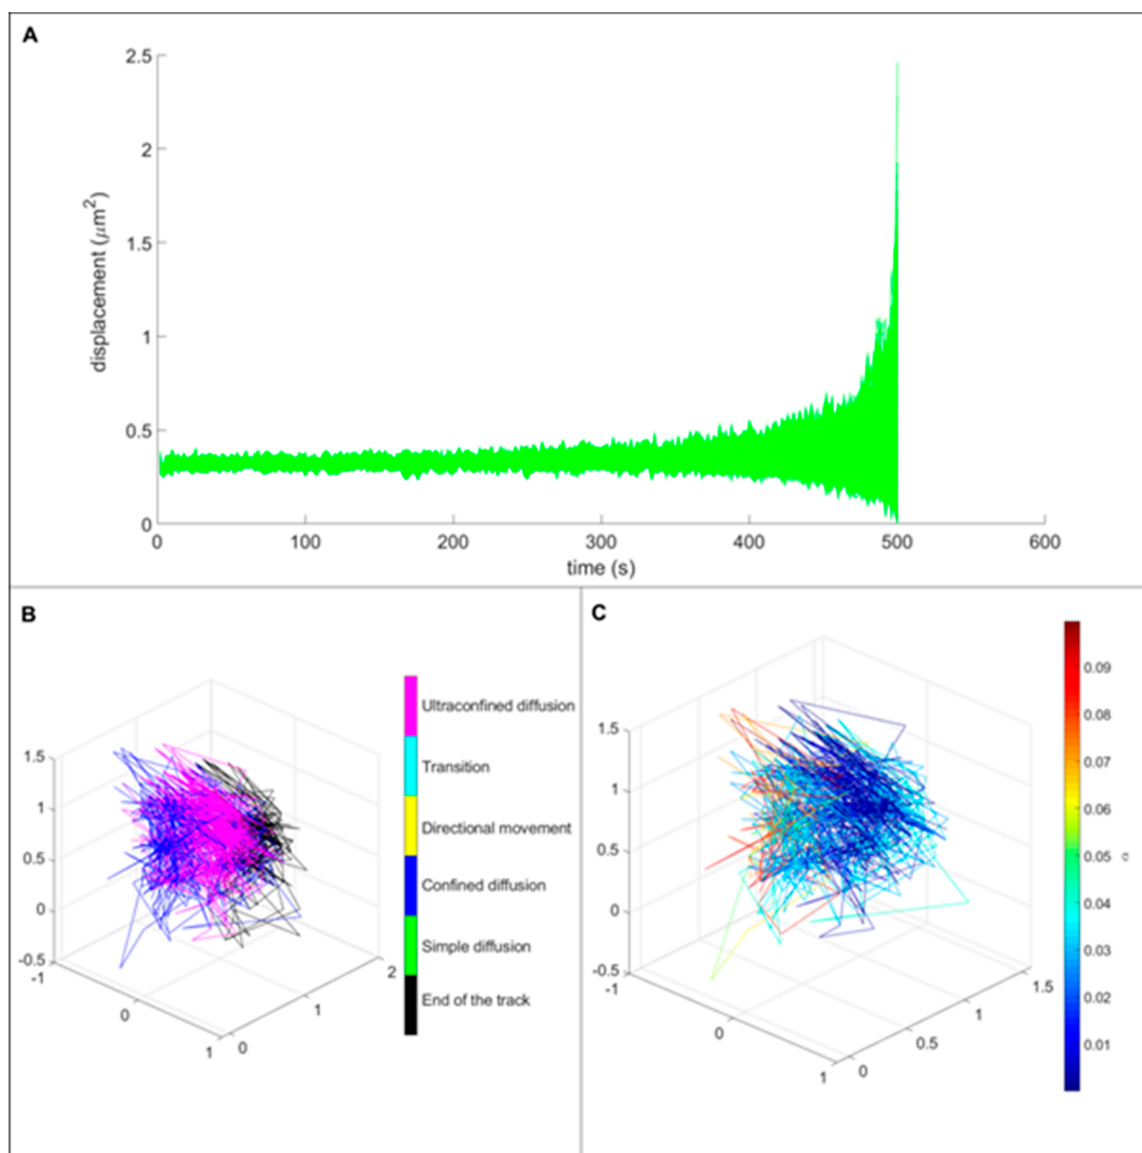 A
2.5
2
1.5
1
0.5
0
displacement (μm²)
0 100 200 300 400 500 600
time (s)
B
1.5
1
0.5
0
-0.5
-1
0
1
0
1
2
Ultraconfined diffusion
Transition
Directional movement
Confined diffusion
Simple diffusion
End of the track
C
1.5
1
0.5
0
-0.5
-1
0
1
0
0.5
1
1.5
0.09
0.08
0.07
0.06
0.05
0.04
0.03
0.02
0.01
α